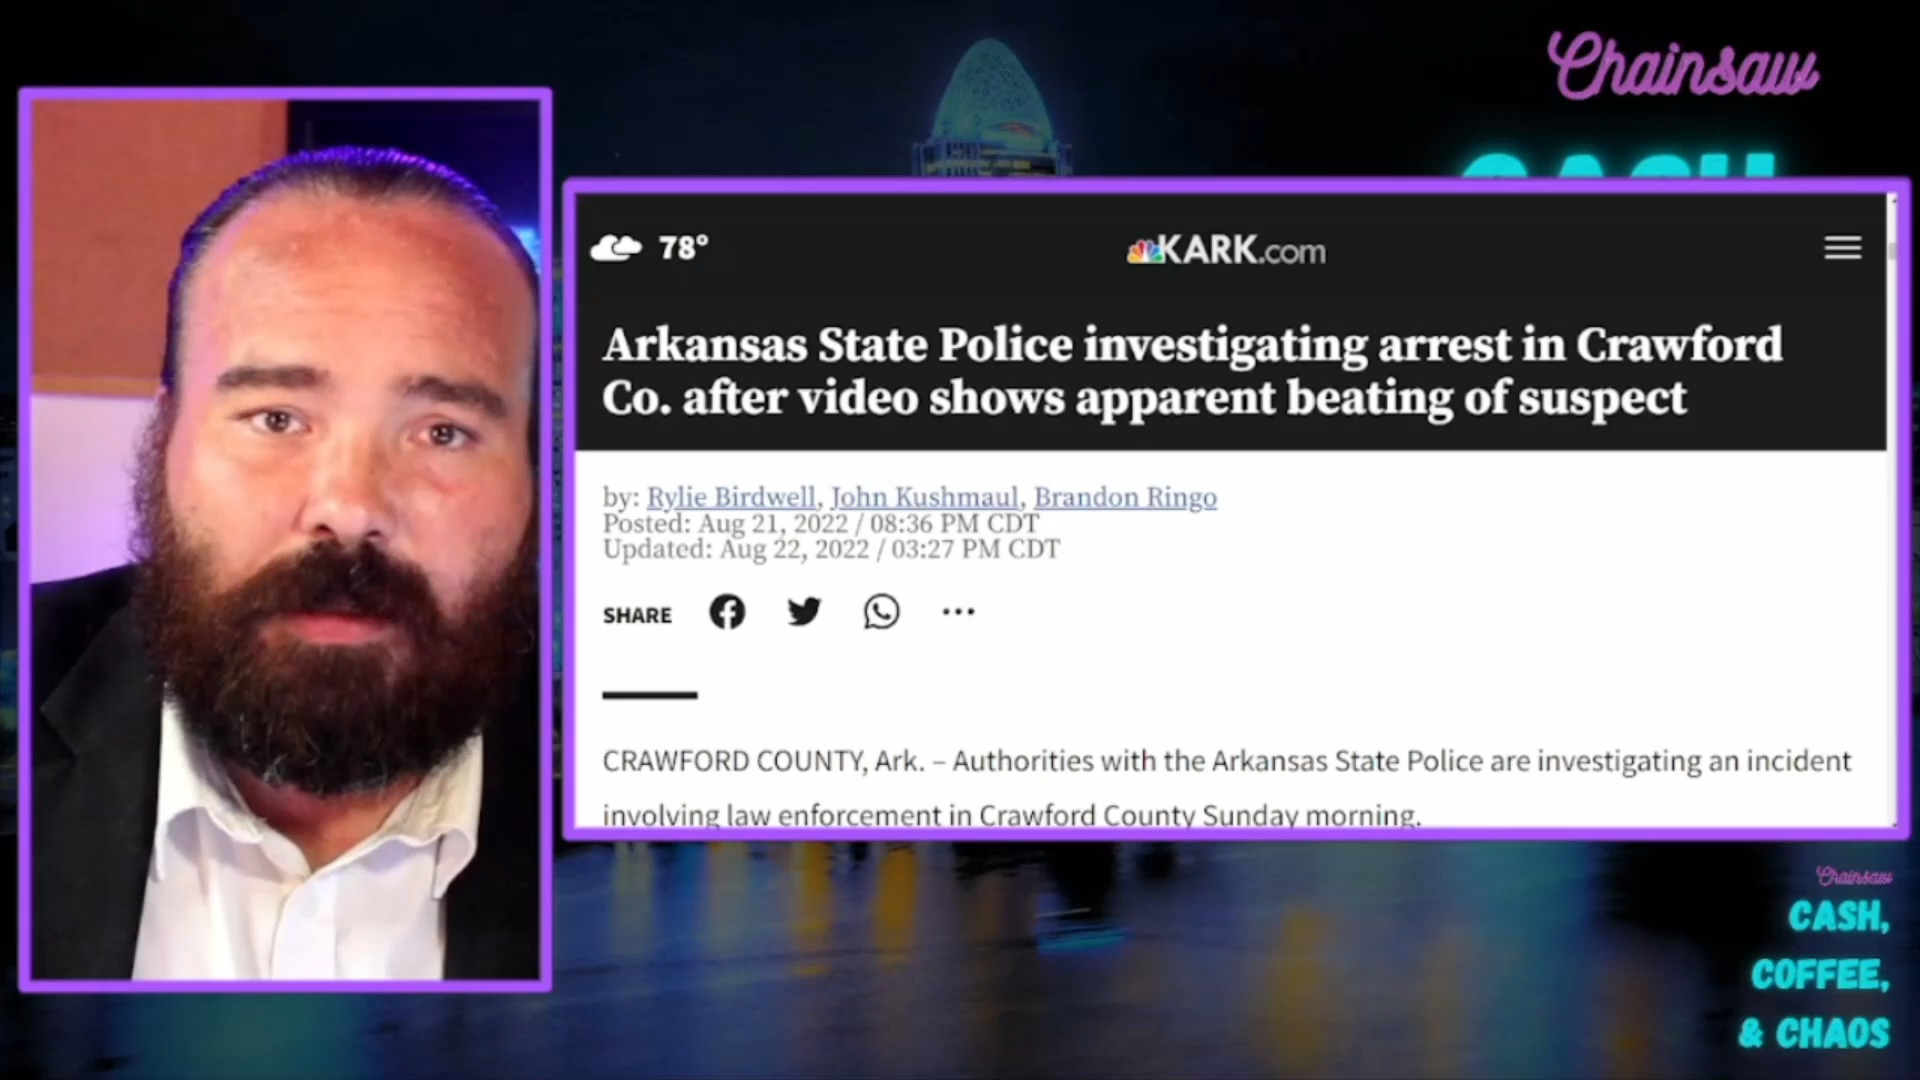 Chainsaw
CASH
78°
KARK.com
Arkansas State Police investigating arrest in Crawford
Co. after video shows apparent beating of suspect
by: Rylie Birdwell, John Kushmaul, Brandon Ringo
Posted: Aug 21, 2022 / 08:36 PM CDT
Updated: Aug 22, 2022 / 03:27 PM CDT
SHARE
CRAWFORD COUNTY, Ark. – Authorities with the Arkansas State Police are investigating an incident
involving law enforcement in Crawford County Sunday morning.
Chainsaw
CASH,
COFFEE,
& CHAOS